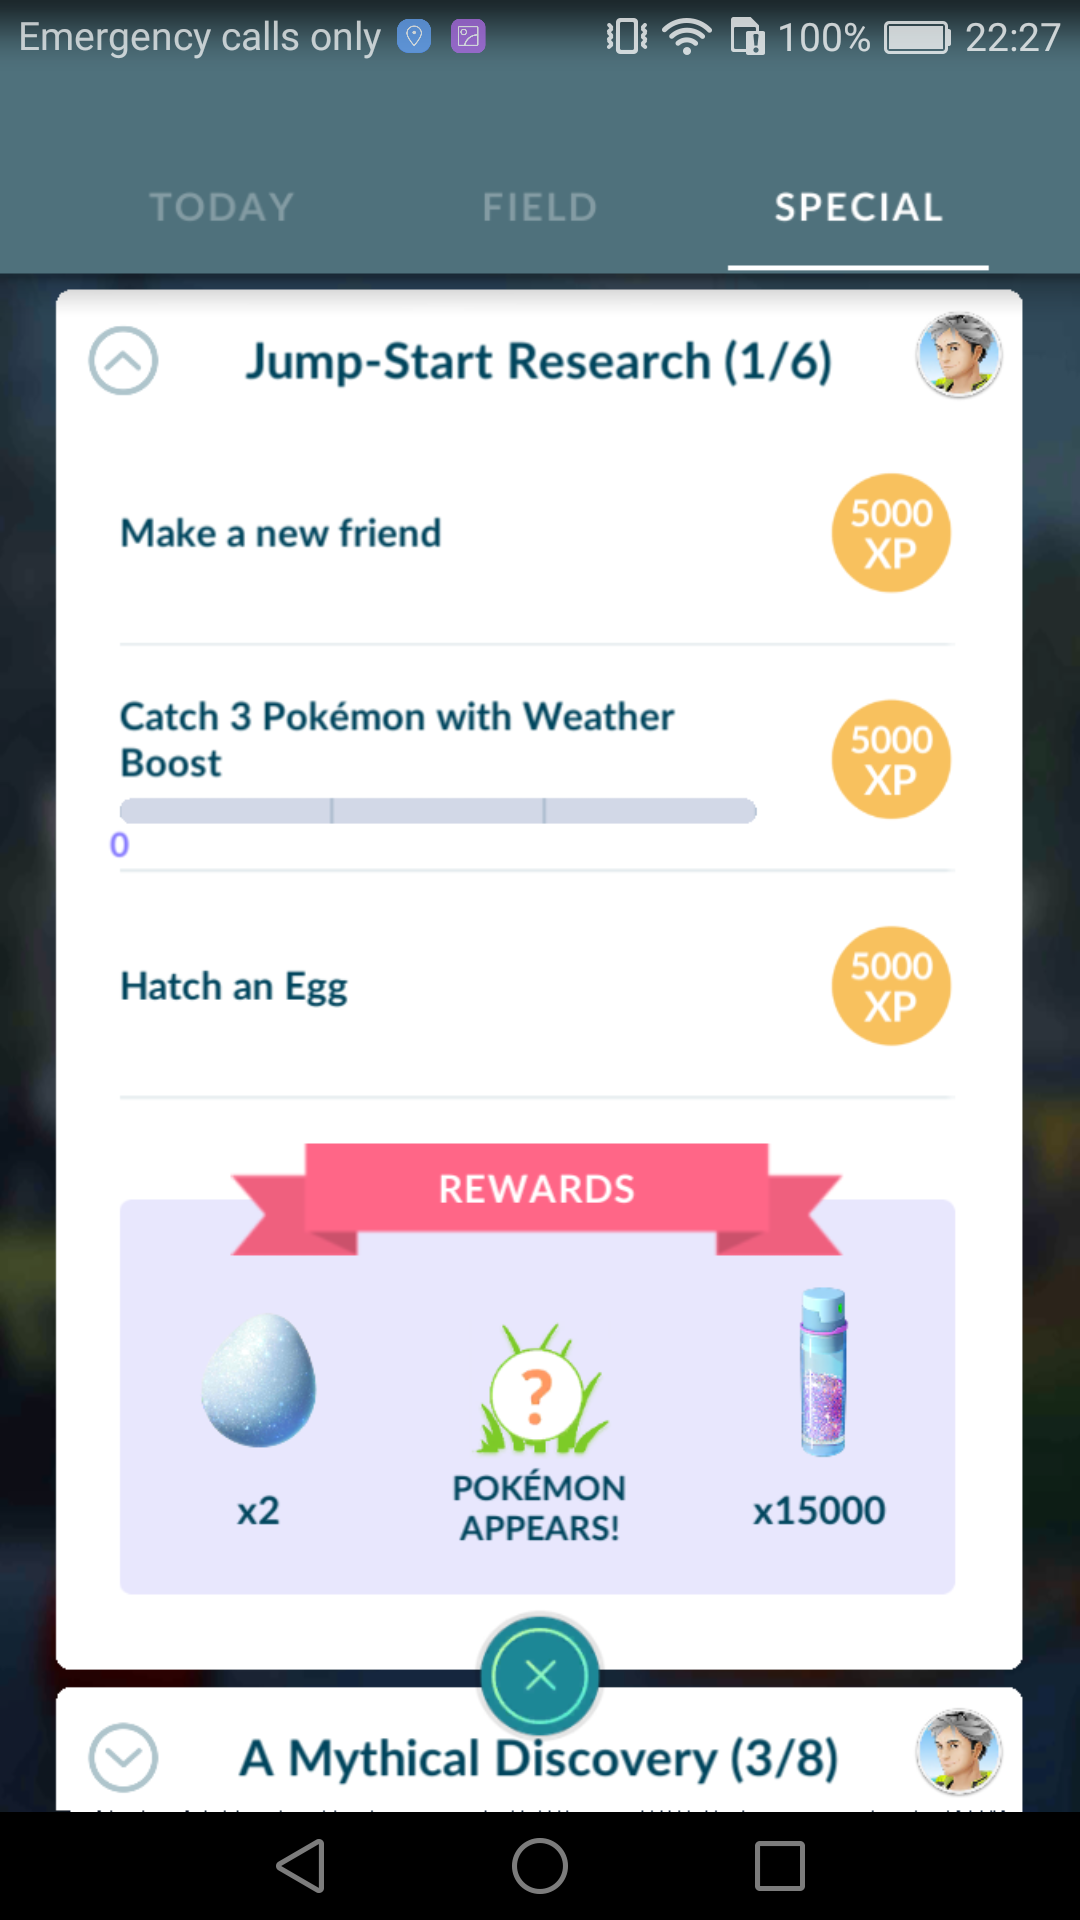 Emergency calls only 100% 22:27
TODAY FIELD SPECIAL
Jump-Start Research (1/6)
Make a new friend
5000
XP
Catch 3 Pokémon with Weather
Boost
0
5000
XP
Hatch an Egg
5000
XP
REWARDS
?
x2
POKÉMON
APPEARS!
x15000
A Mythical Discovery (3/8)